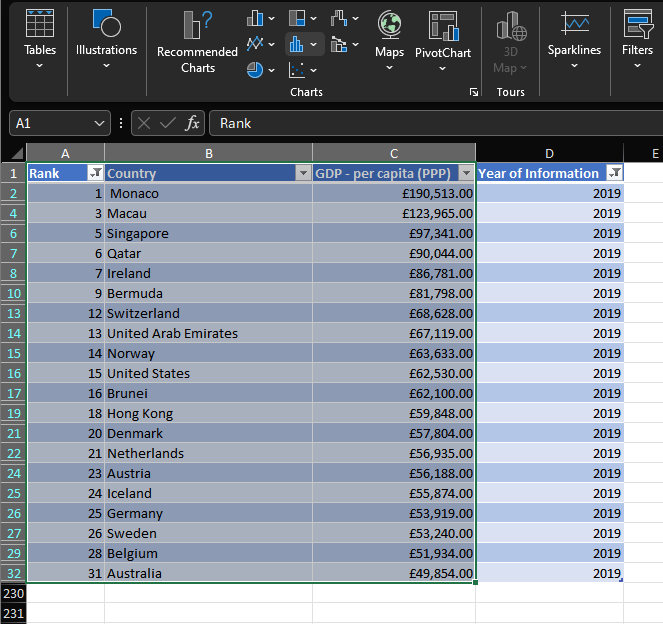 Tables
Illustrations
Recommended
Charts
Maps
PivotChart
3D
Map
Sparklines
Filters
Charts
Tours
A1
fx
Rank
A B C D E
1 Rank Country GDP - per capita (PPP) Year of Information
2 1 Monaco £190,513.00 2019
4 3 Macau £123,965.00 2019
6 5 Singapore £97,341.00 2019
7 6 Qatar £90,044.00 2019
8 7 Ireland £86,781.00 2019
10 9 Bermuda £81,798.00 2019
13 12 Switzerland £68,628.00 2019
14 13 United Arab Emirates £67,119.00 2019
15 14 Norway £63,633.00 2019
16 15 United States £62,530.00 2019
17 16 Brunei £62,100.00 2019
19 18 Hong Kong £59,848.00 2019
21 20 Denmark £57,804.00 2019
22 21 Netherlands £56,935.00 2019
24 23 Austria £56,188.00 2019
25 24 Iceland £55,874.00 2019
26 25 Germany £53,919.00 2019
27 26 Sweden £53,240.00 2019
29 28 Belgium £51,934.00 2019
32 31 Australia £49,854.00 2019
230
231